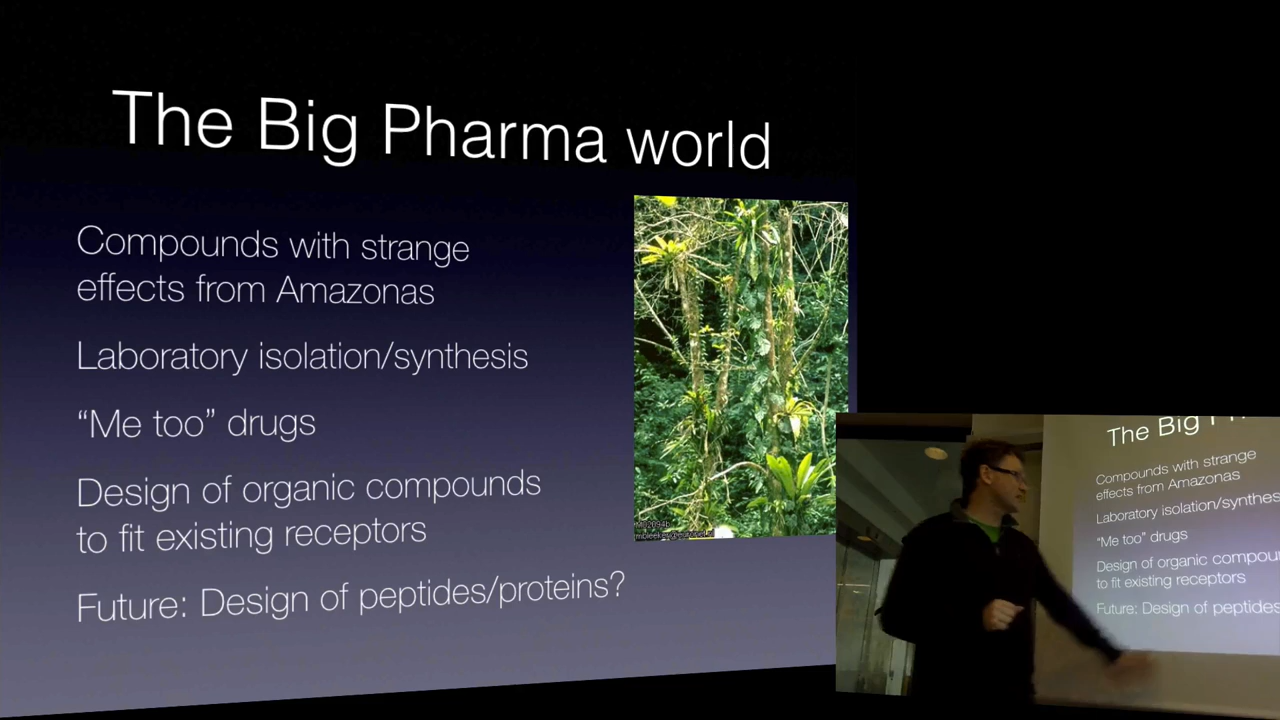 The Big Pharma world
Compounds with strange
effects from Amazonas
Laboratory isolation/synthesis
“Me too” drugs
Design of organic compounds
to fit existing receptors
Future: Design of peptides/proteins?
The Big
Compounds with strange
effects from Amazonas
Laboratory isolation/synthes
“Me too” drugs
Design of organic compou
to fit existing receptors
Future: Design of peptides